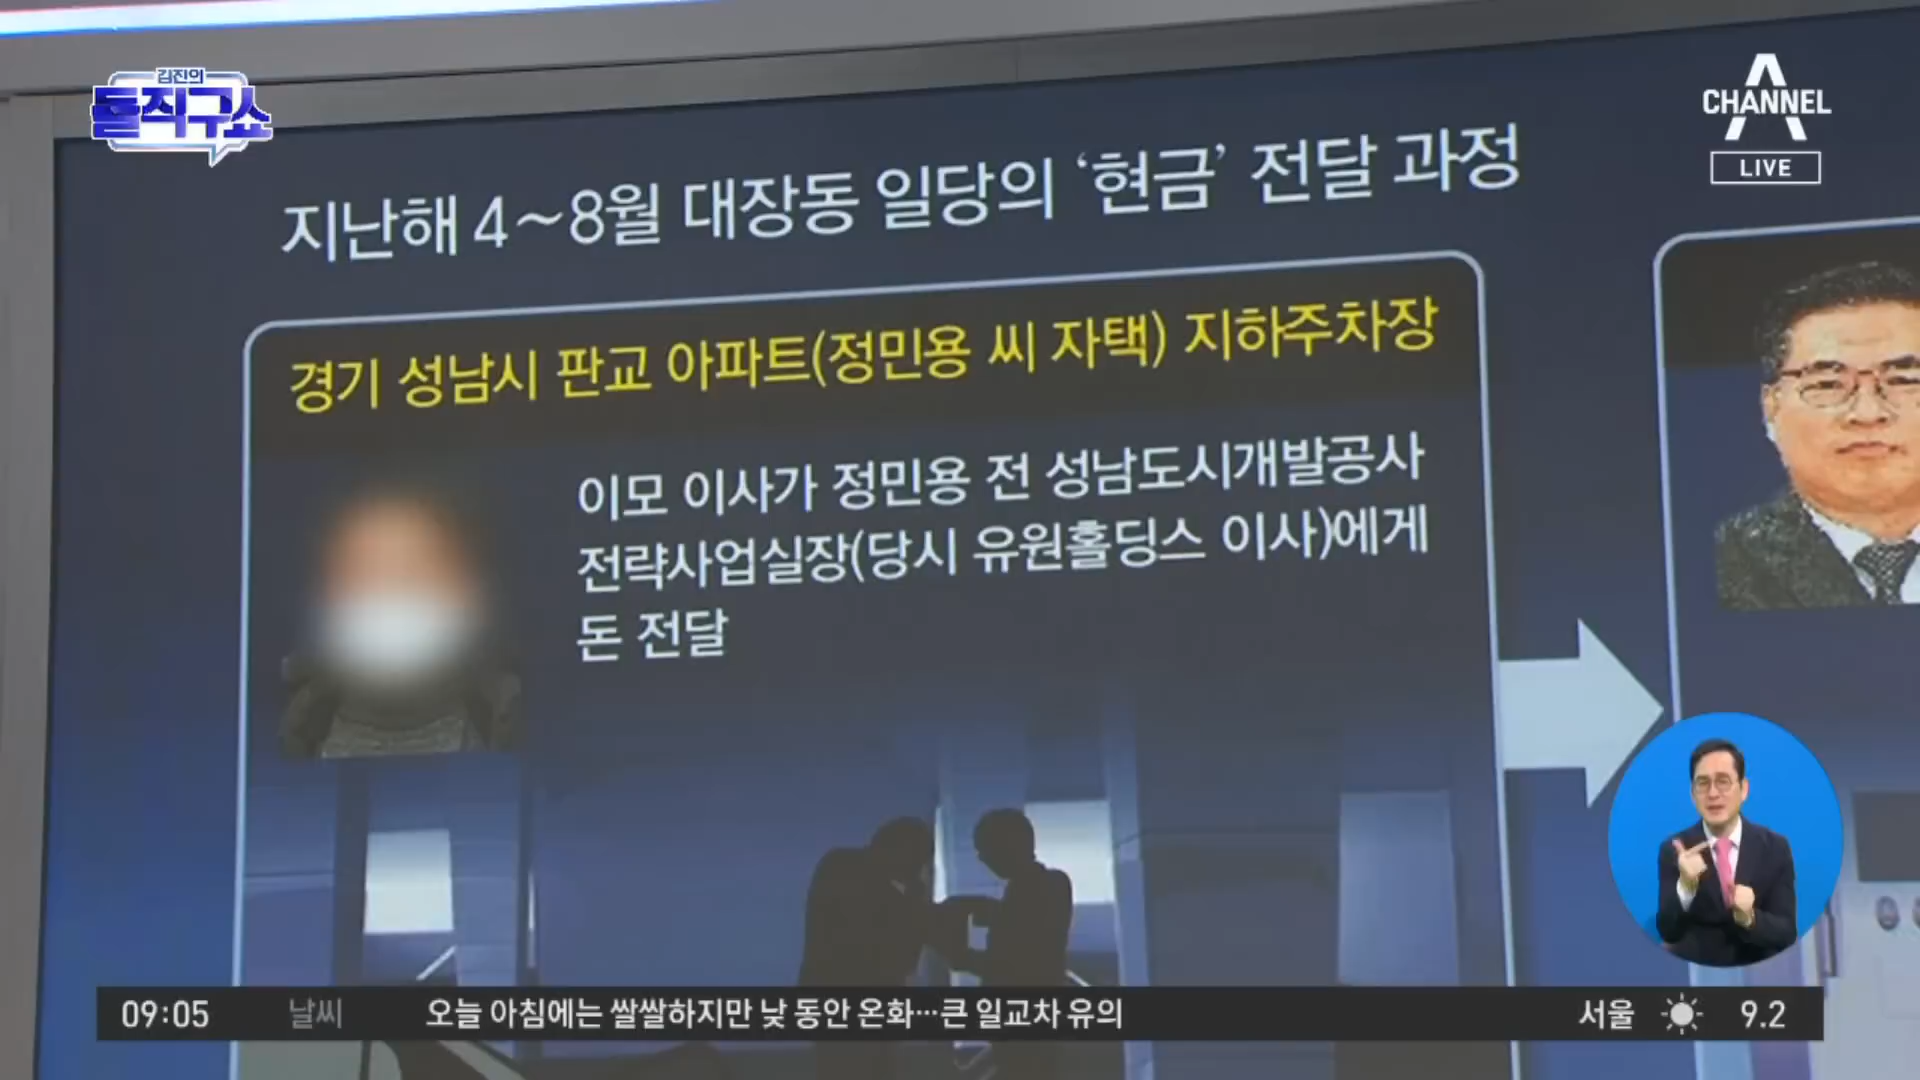 김진의
돌직구쇼
CHANNEL A
LIVE
지난해 4~8월 대장동 일당의 ‘현금’ 전달 과정
경기 성남시 판교 아파트(정민용 씨 자택) 지하주차장
이모 이사가 정민용 전 성남도시개발공사
전략사업실장(당시 유원홀딩스 이사)에게
돈 전달
09:05 날씨 오늘 아침에는 쌀쌀하지만 낮 동안 온화…큰 일교차 유의 서울 9.2